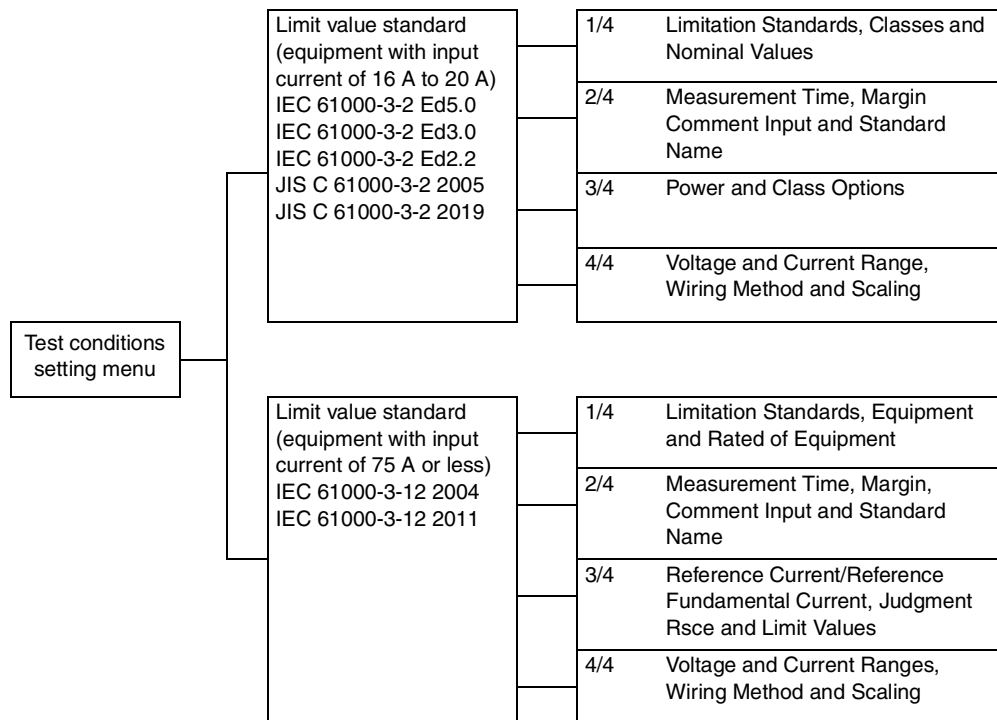 Test conditions
setting menu
Limit value standard
(equipment with input
current of 16 A to 20 A)
IEC 61000-3-2 Ed5.0
IEC 61000-3-2 Ed3.0
IEC 61000-3-2 Ed2.2
JIS C 61000-3-2 2005
JIS C 61000-3-2 2019
1/4 Limitation Standards, Classes and
Nominal Values
2/4 Measurement Time, Margin
Comment Input and Standard
Name
3/4 Power and Class Options
4/4 Voltage and Current Range,
Wiring Method and Scaling
Limit value standard
(equipment with input
current of 75 A or less)
IEC 61000-3-12 2004
IEC 61000-3-12 2011
1/4 Limitation Standards, Equipment
and Rated of Equipment
2/4 Measurement Time, Margin,
Comment Input and Standard
Name
3/4 Reference Current/Reference
Fundamental Current, Judgment
Rsce and Limit Values
4/4 Voltage and Current Ranges,
Wiring Method and Scaling